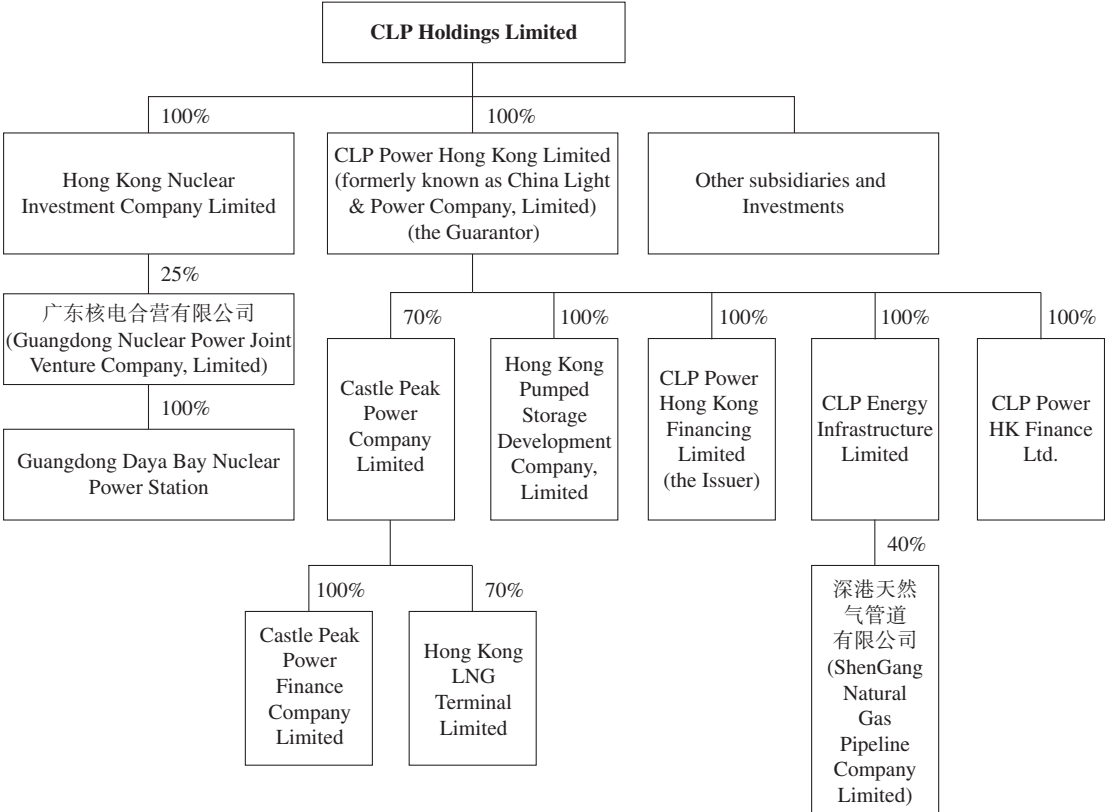 CLP Holdings Limited
100%
100%
Hong Kong Nuclear
Investment Company Limited
CLP Power Hong Kong Limited
(formerly known as China Light
& Power Company, Limited)
(the Guarantor)
Other subsidiaries and
Investments
25%
广东核电合营有限公司
(Guangdong Nuclear Power Joint
Venture Company, Limited)
100%
Guangdong Daya Bay Nuclear
Power Station
70%
100%
100%
100%
100%
Castle Peak
Power
Company
Limited
Hong Kong
Pumped
Storage
Development
Company,
Limited
CLP Power
Hong Kong
Financing
Limited
(the Issuer)
CLP Energy
Infrastructure
Limited
CLP Power
HK Finance
Ltd.
100%
70%
40%
Castle Peak
Power
Finance
Company
Limited
Hong Kong
LNG
Terminal
Limited
深港天然
气管道
有限公司
(ShenGang
Natural
Gas
Pipeline
Company
Limited)